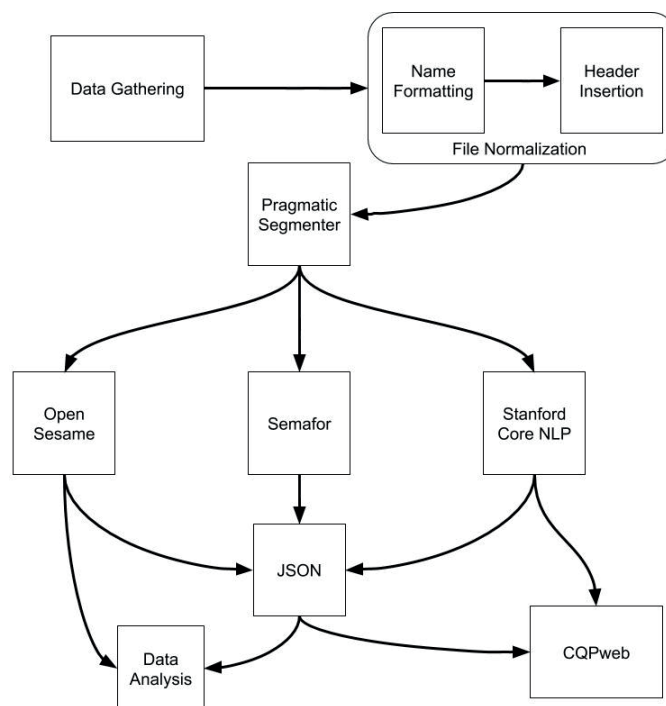 Data Gathering
Name
Formatting
Header
Insertion
File Normalization
Pragmatic
Segmenter
Open
Sesame
Semafor
Stanford
Core NLP
JSON
Data
Analysis
CQPweb